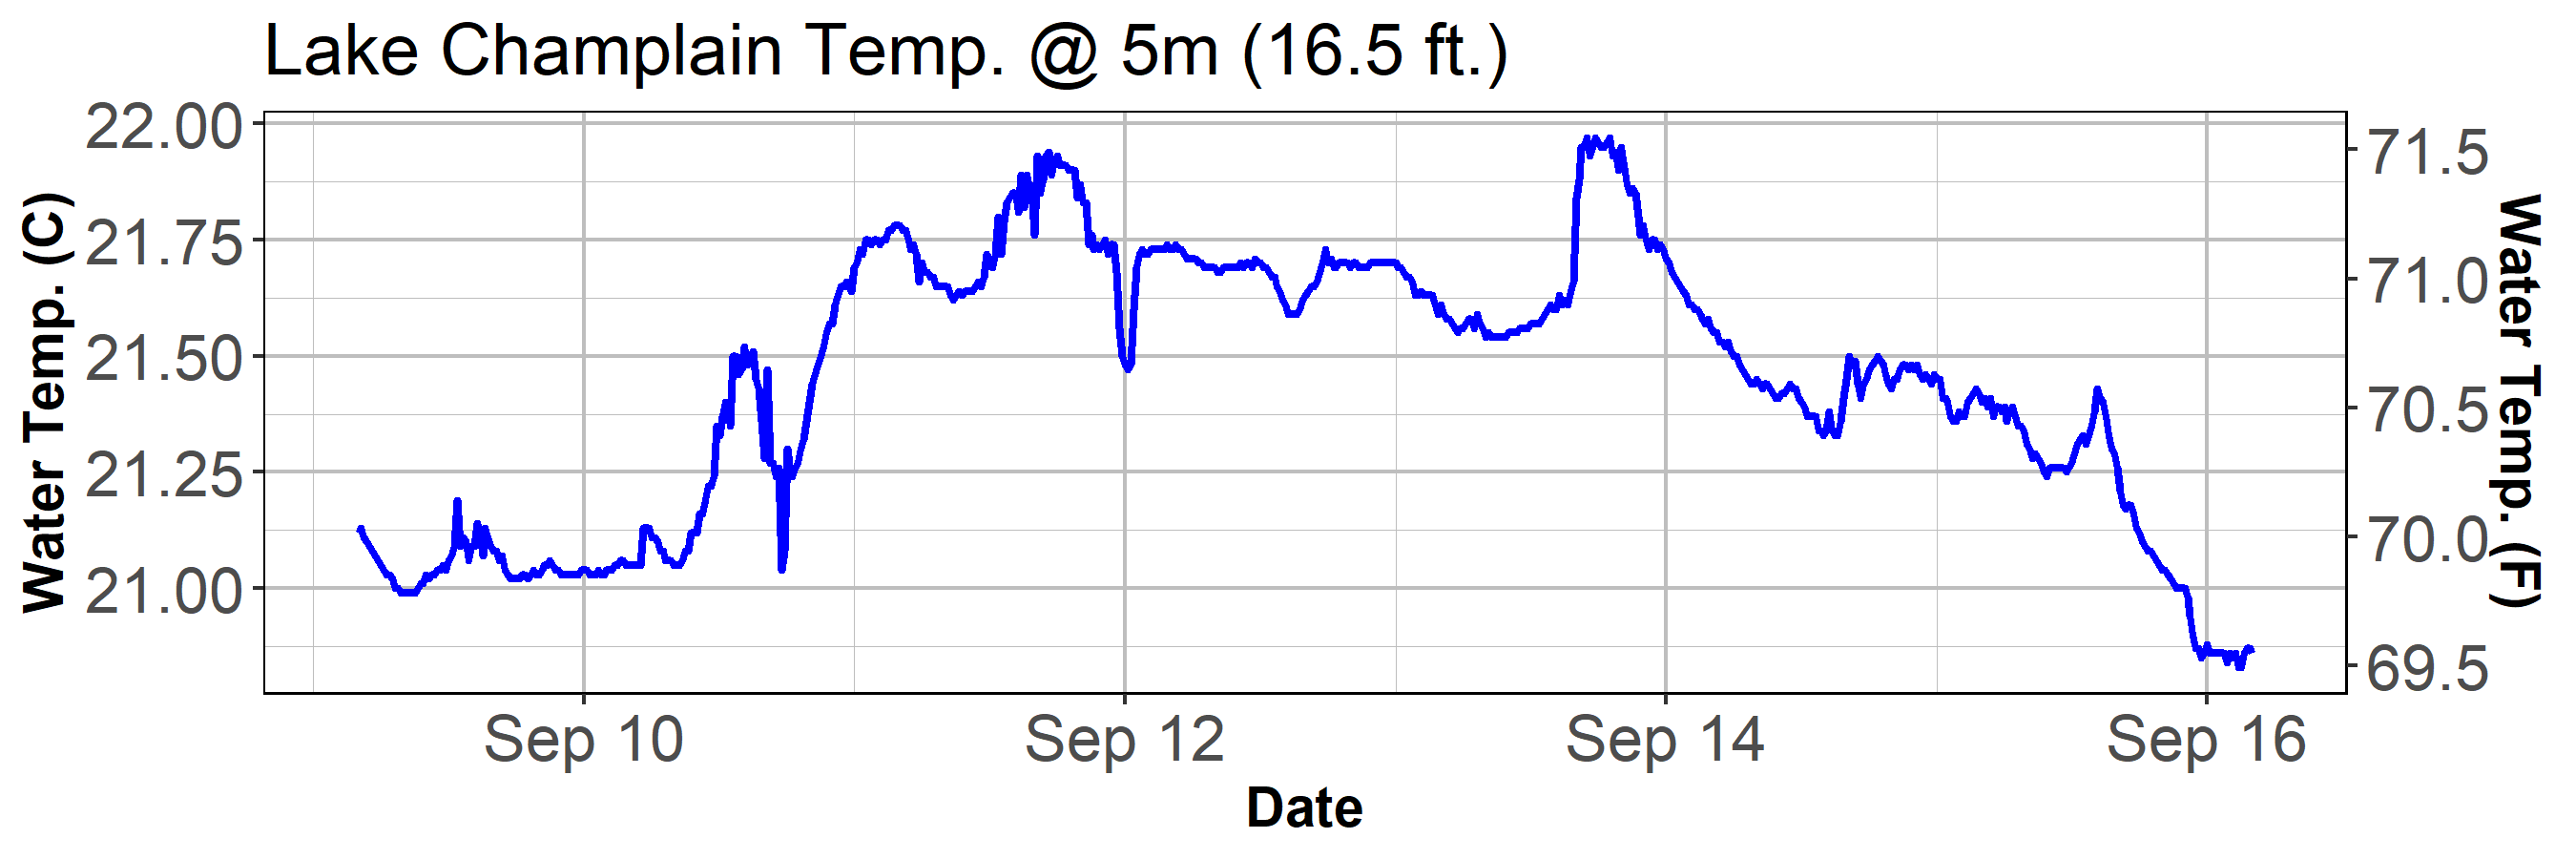 Lake Champlain Temp. @ 5m (16.5 ft.)
Water Temp. (C)
22.00
21.75
21.50
21.25
21.00
71.5
71.0
70.5
70.0
69.5
Water Temp. (F)
Sep 10
Sep 12
Sep 14
Sep 16
Date